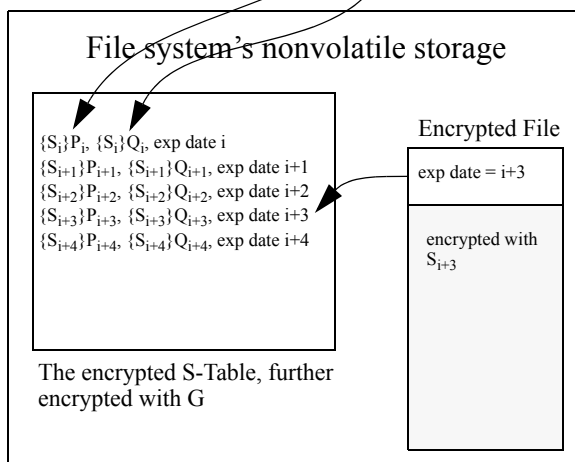 File system's nonvolatile storage
{Sᵢ}Pᵢ, {Sᵢ}Qᵢ, exp date i
{Sᵢ₊₁}Pᵢ₊₁, {Sᵢ₊₁}Qᵢ₊₁, exp date i+1
{Sᵢ₊₂}Pᵢ₊₂, {Sᵢ₊₂}Qᵢ₊₂, exp date i+2
{Sᵢ₊₃}Pᵢ₊₃, {Sᵢ₊₃}Qᵢ₊₃, exp date i+3
{Sᵢ₊₄}Pᵢ₊₄, {Sᵢ₊₄}Qᵢ₊₄, exp date i+4
The encrypted S-Table, further
encrypted with G
Encrypted File
exp date = i+3
encrypted with
Sᵢ₊₃